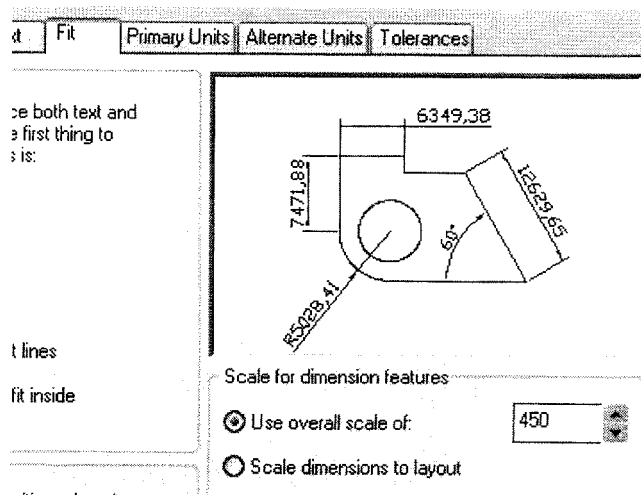 Fit Primary Units Alternate Units Tolerances
both text and
first thing to
is:
6349,38
7471,88
12629,65
60°
R5028,41
lines
fit inside
Scale for dimension features
Use overall scale of: 450
Scale dimensions to layout